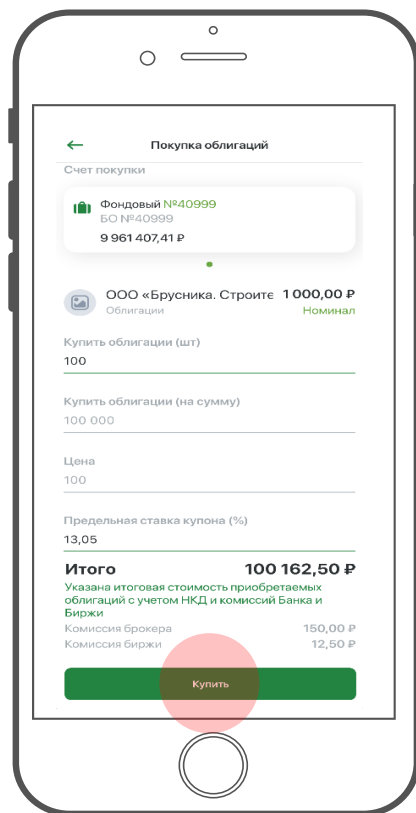 Покупка облигаций
Счет покупки
Фондовый №40999
БО №40999
9 961 407,41 ₽
ООО «Брусника. Строите 1 000,00 ₽
Облигации Номинал
Купить облигации (шт)
100
Купить облигации (на сумму)
100 000
Цена
100
Предельная ставка купона (%)
13,05
Итого 100 162,50 ₽
Указана итоговая стоимость приобретаемых
облигаций с учетом НКД и комиссий Банка и
Биржи
Комиссия брокера 150,00 ₽
Комиссия биржи 12,50 ₽
Купить